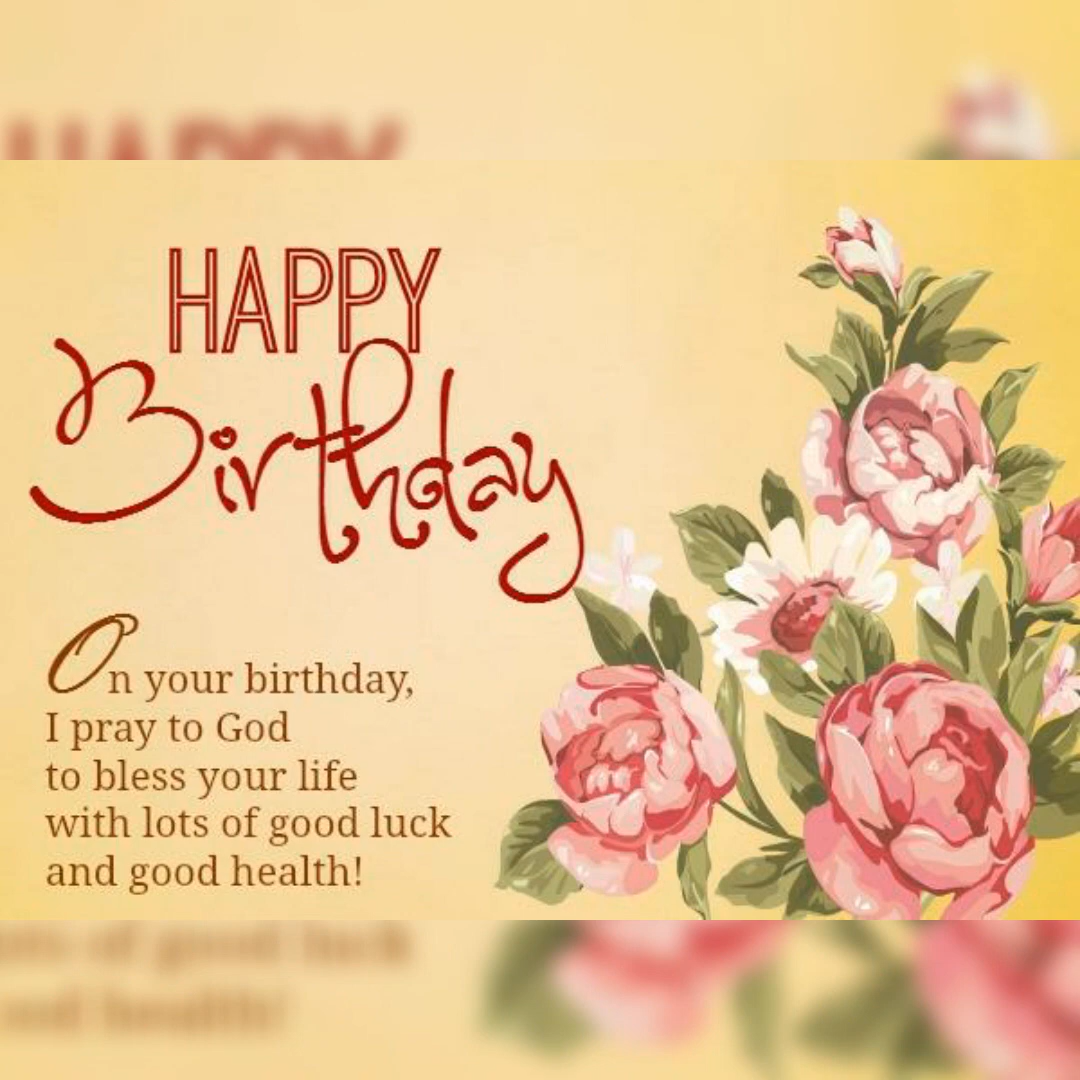 HAPPY
Birthday
On your birthday,
I pray to God
to bless your life
with lots of good luck
and good health!